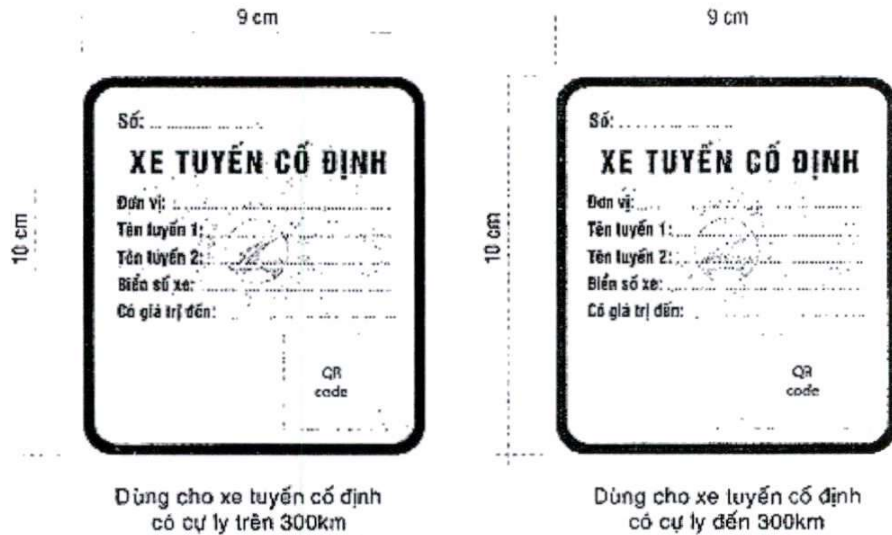 9 cm
10 cm
Số:
XE TUYẾN CỐ ĐỊNH
Đơn vị:
Tên tuyến 1:
Tên tuyến 2:
Biển số xe:
Có giá trị đến:
QR
code
Dùng cho xe tuyến cố định
có cự ly trên 300km
9 cm
10 cm
Số:
XE TUYẾN CỐ ĐỊNH
Đơn vị:
Tên tuyến 1:
Tên tuyến 2:
Biển số xe:
Có giá trị đến:
QR
code
Dùng cho xe tuyến cố định
có cự ly đến 300km